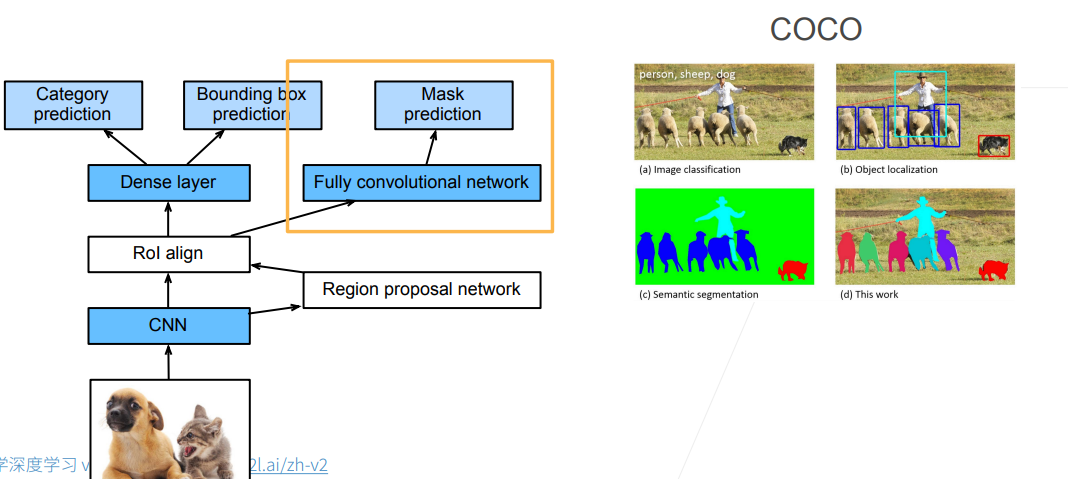 COCO
Category
prediction
Bounding box
prediction
Mask
prediction
Dense layer
Fully convolutional network
RoI align
Region proposal network
CNN
person, sheep, dog
(a) Image classification
(b) Object localization
(c) Semantic segmentation
(d) This work
学深度学习 v
2l.ai/zh-v2